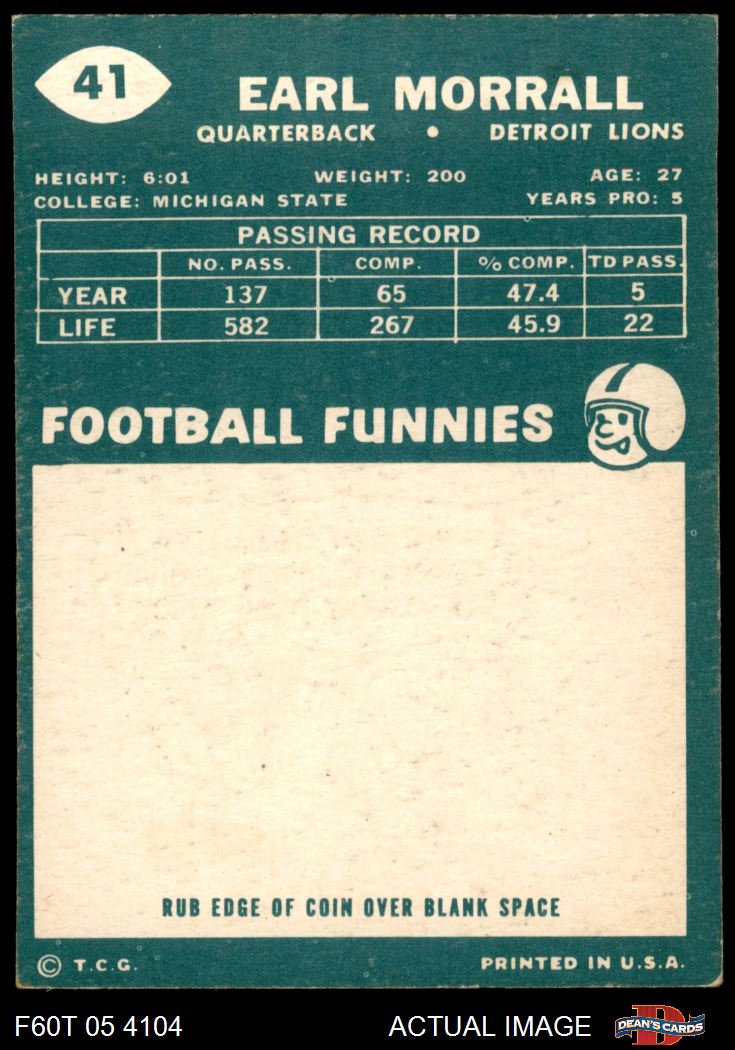 41
EARL MORRALL
QUARTERBACK • DETROIT LIONS
HEIGHT: 6:01 WEIGHT: 200 AGE: 27
COLLEGE: MICHIGAN STATE YEARS PRO: 5
PASSING RECORD
NO. PASS. COMP. % COMP. TD PASS.
YEAR 137 65 47.4 5
LIFE 582 267 45.9 22
FOOTBALL FUNNIES
RUB EDGE OF COIN OVER BLANK SPACE
© T.C.G. PRINTED IN U.S.A.
F60T 05 4104 ACTUAL IMAGE D DEAN'S CARDS